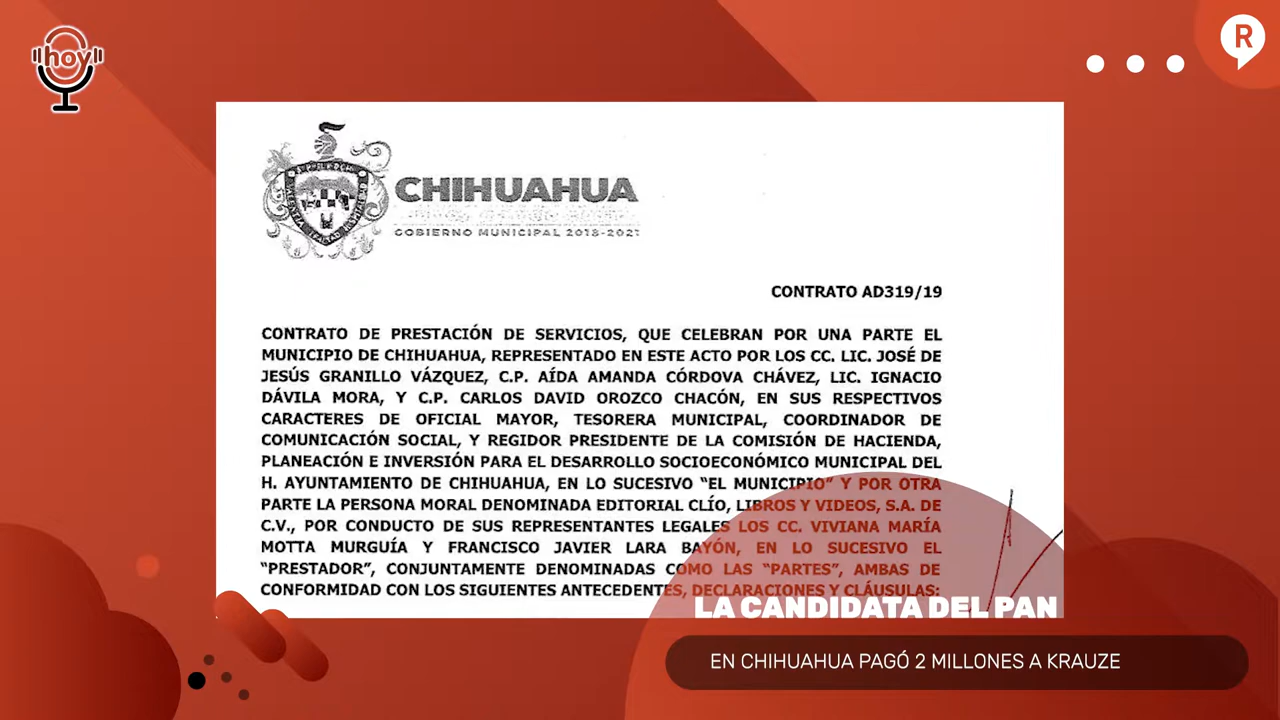 hoy
R
CHIHUAHUA
GOBIERNO MUNICIPAL 2018-2021
CONTRATO AD319/19
CONTRATO DE PRESTACIÓN DE SERVICIOS, QUE CELEBRAN POR UNA PARTE EL
MUNICIPIO DE CHIHUAHUA, REPRESENTADO EN ESTE ACTO POR LOS CC. LIC. JOSÉ DE
JESÚS GRANILLO VÁZQUEZ, C.P. AÍDA AMANDA CÓRDOVA CHÁVEZ, LIC. IGNACIO
DÁVILA MORA, Y C.P. CARLOS DAVID OROZCO CHACÓN, EN SUS RESPECTIVOS
CARACTERES DE OFICIAL MAYOR, TESORERA MUNICIPAL, COORDINADOR DE
COMUNICACIÓN SOCIAL, Y REGIDOR PRESIDENTE DE LA COMISIÓN DE HACIENDA,
PLANEACIÓN E INVERSIÓN PARA EL DESARROLLO SOCIOECONÓMICO MUNICIPAL DEL
H. AYUNTAMIENTO DE CHIHUAHUA, EN LO SUCESIVO “EL MUNICIPIO” Y POR OTRA
PARTE LA PERSONA MORAL DENOMINADA EDITORIAL CLÍO, LIBROS Y VIDEOS, S.A. DE
C.V., POR CONDUCTO DE SUS REPRESENTANTES LEGALES LOS CC. VIVIANA MARÍA
MOTTA MURGUÍA Y FRANCISCO JAVIER LARA BAYÓN, EN LO SUCESIVO EL
“PRESTADOR”, CONJUNTAMENTE DENOMINADAS COMO LAS “PARTES”, AMBAS DE
CONFORMIDAD CON LOS SIGUIENTES ANTECEDENTES, DECLARACIONES Y CLÁUSULAS:
LA CANDIDATA DEL PAN
EN CHIHUAHUA PAGÓ 2 MILLONES A KRAUZE